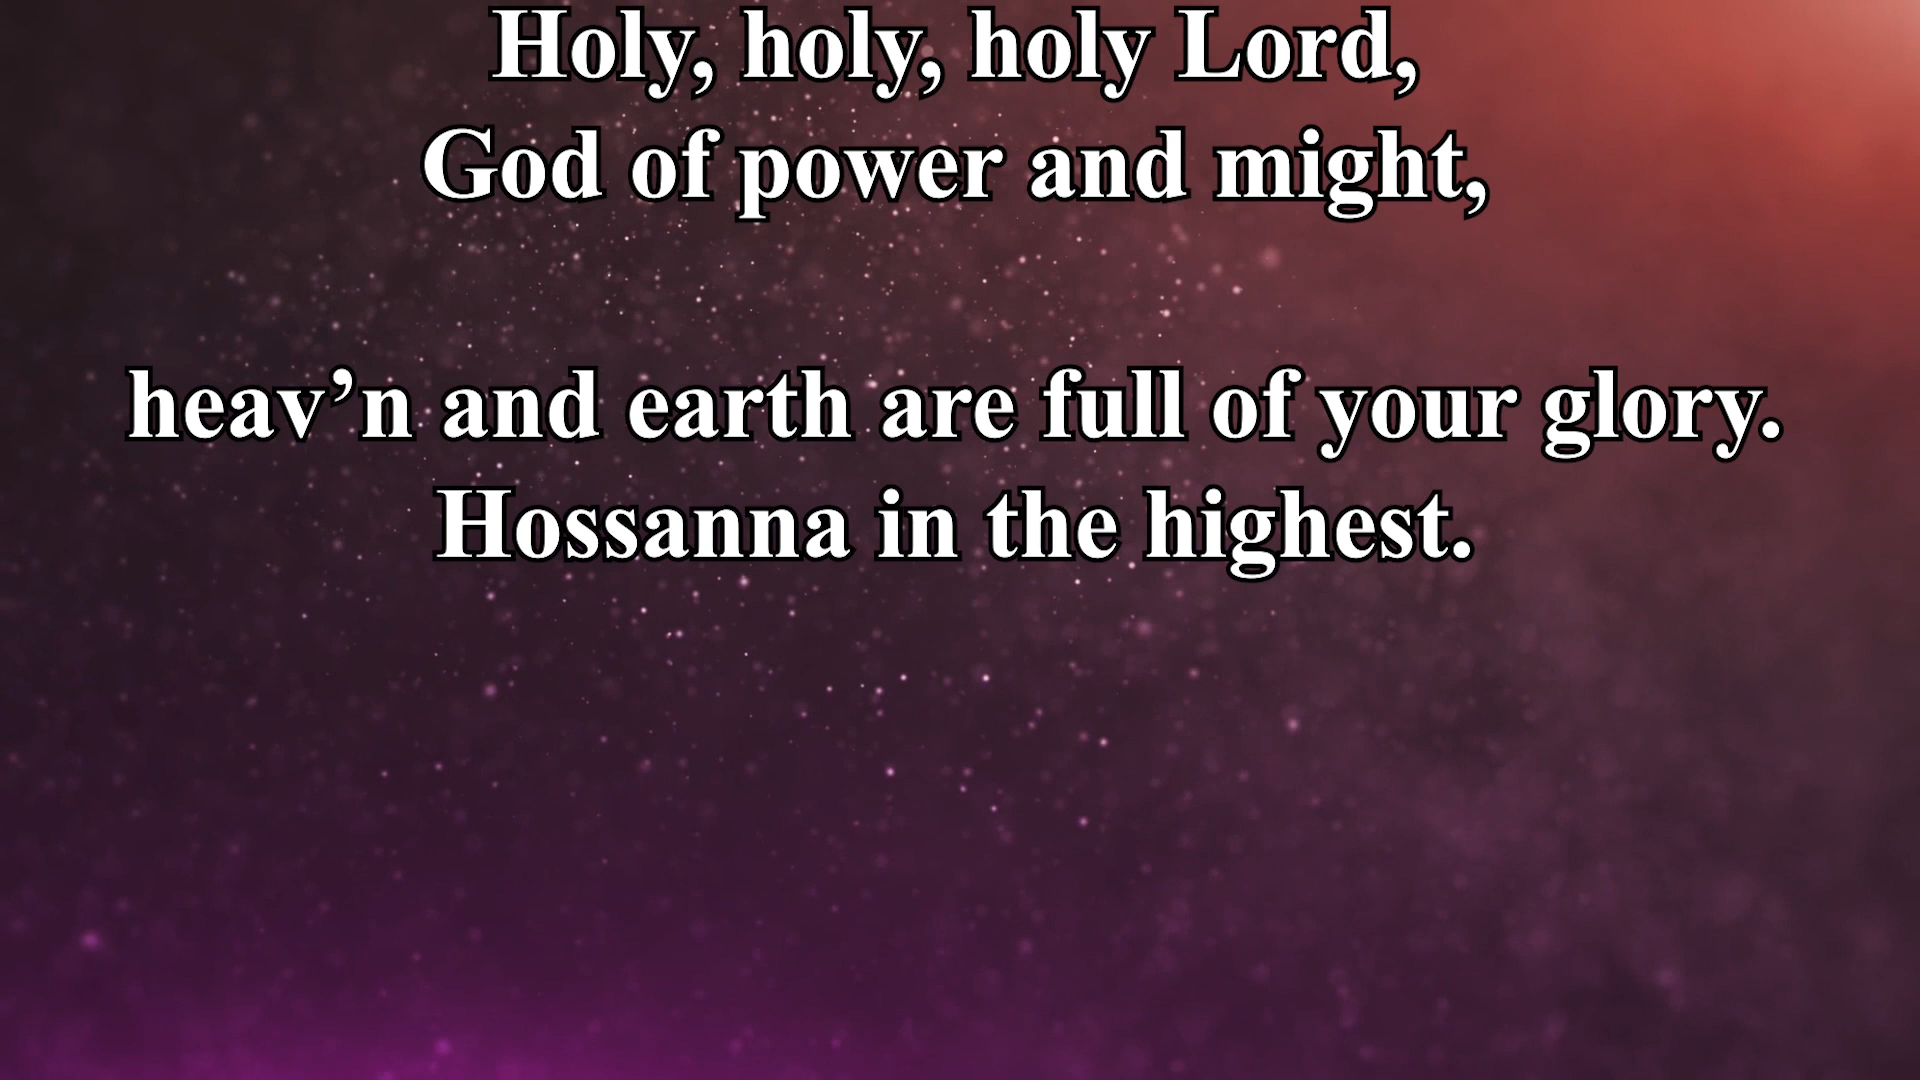 Holy, holy, holy Lord,
God of power and might,
heav’n and earth are full of your glory.
Hossanna in the highest.